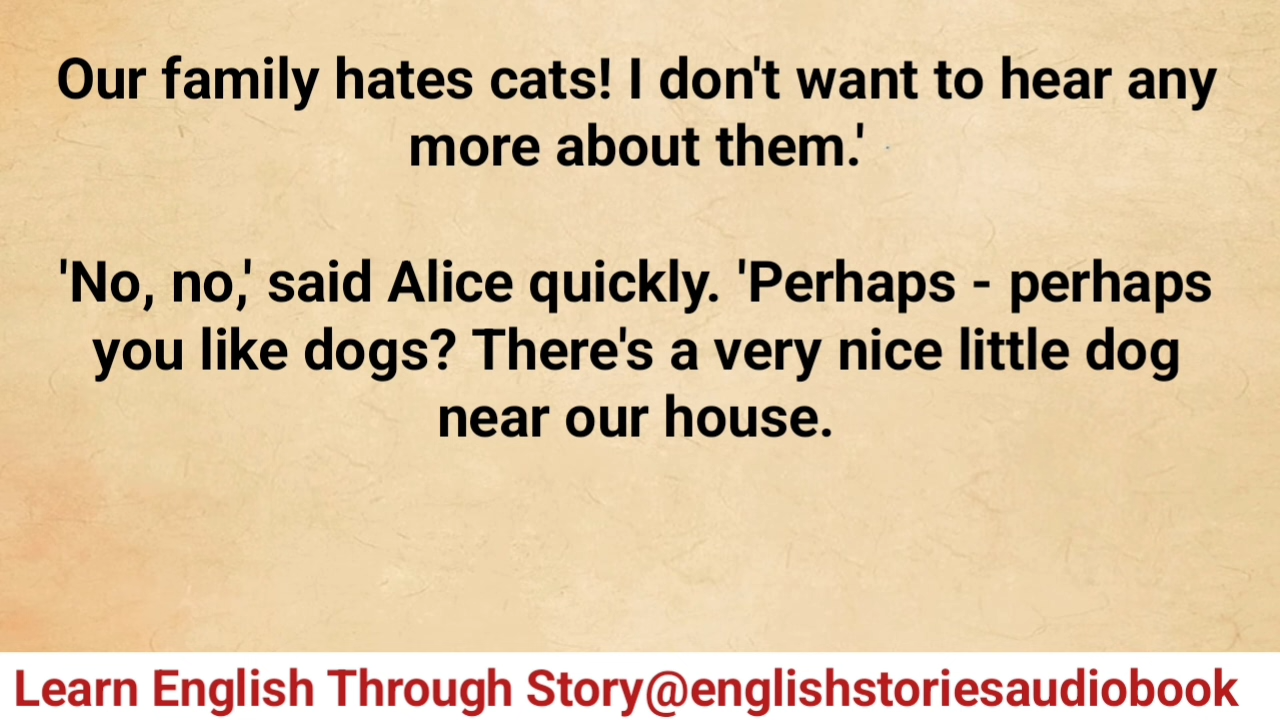 Our family hates cats! I don't want to hear any
more about them.'
'No, no,' said Alice quickly. 'Perhaps - perhaps
you like dogs? There's a very nice little dog
near our house.
Learn English Through Story@englishstoriesaudiobook